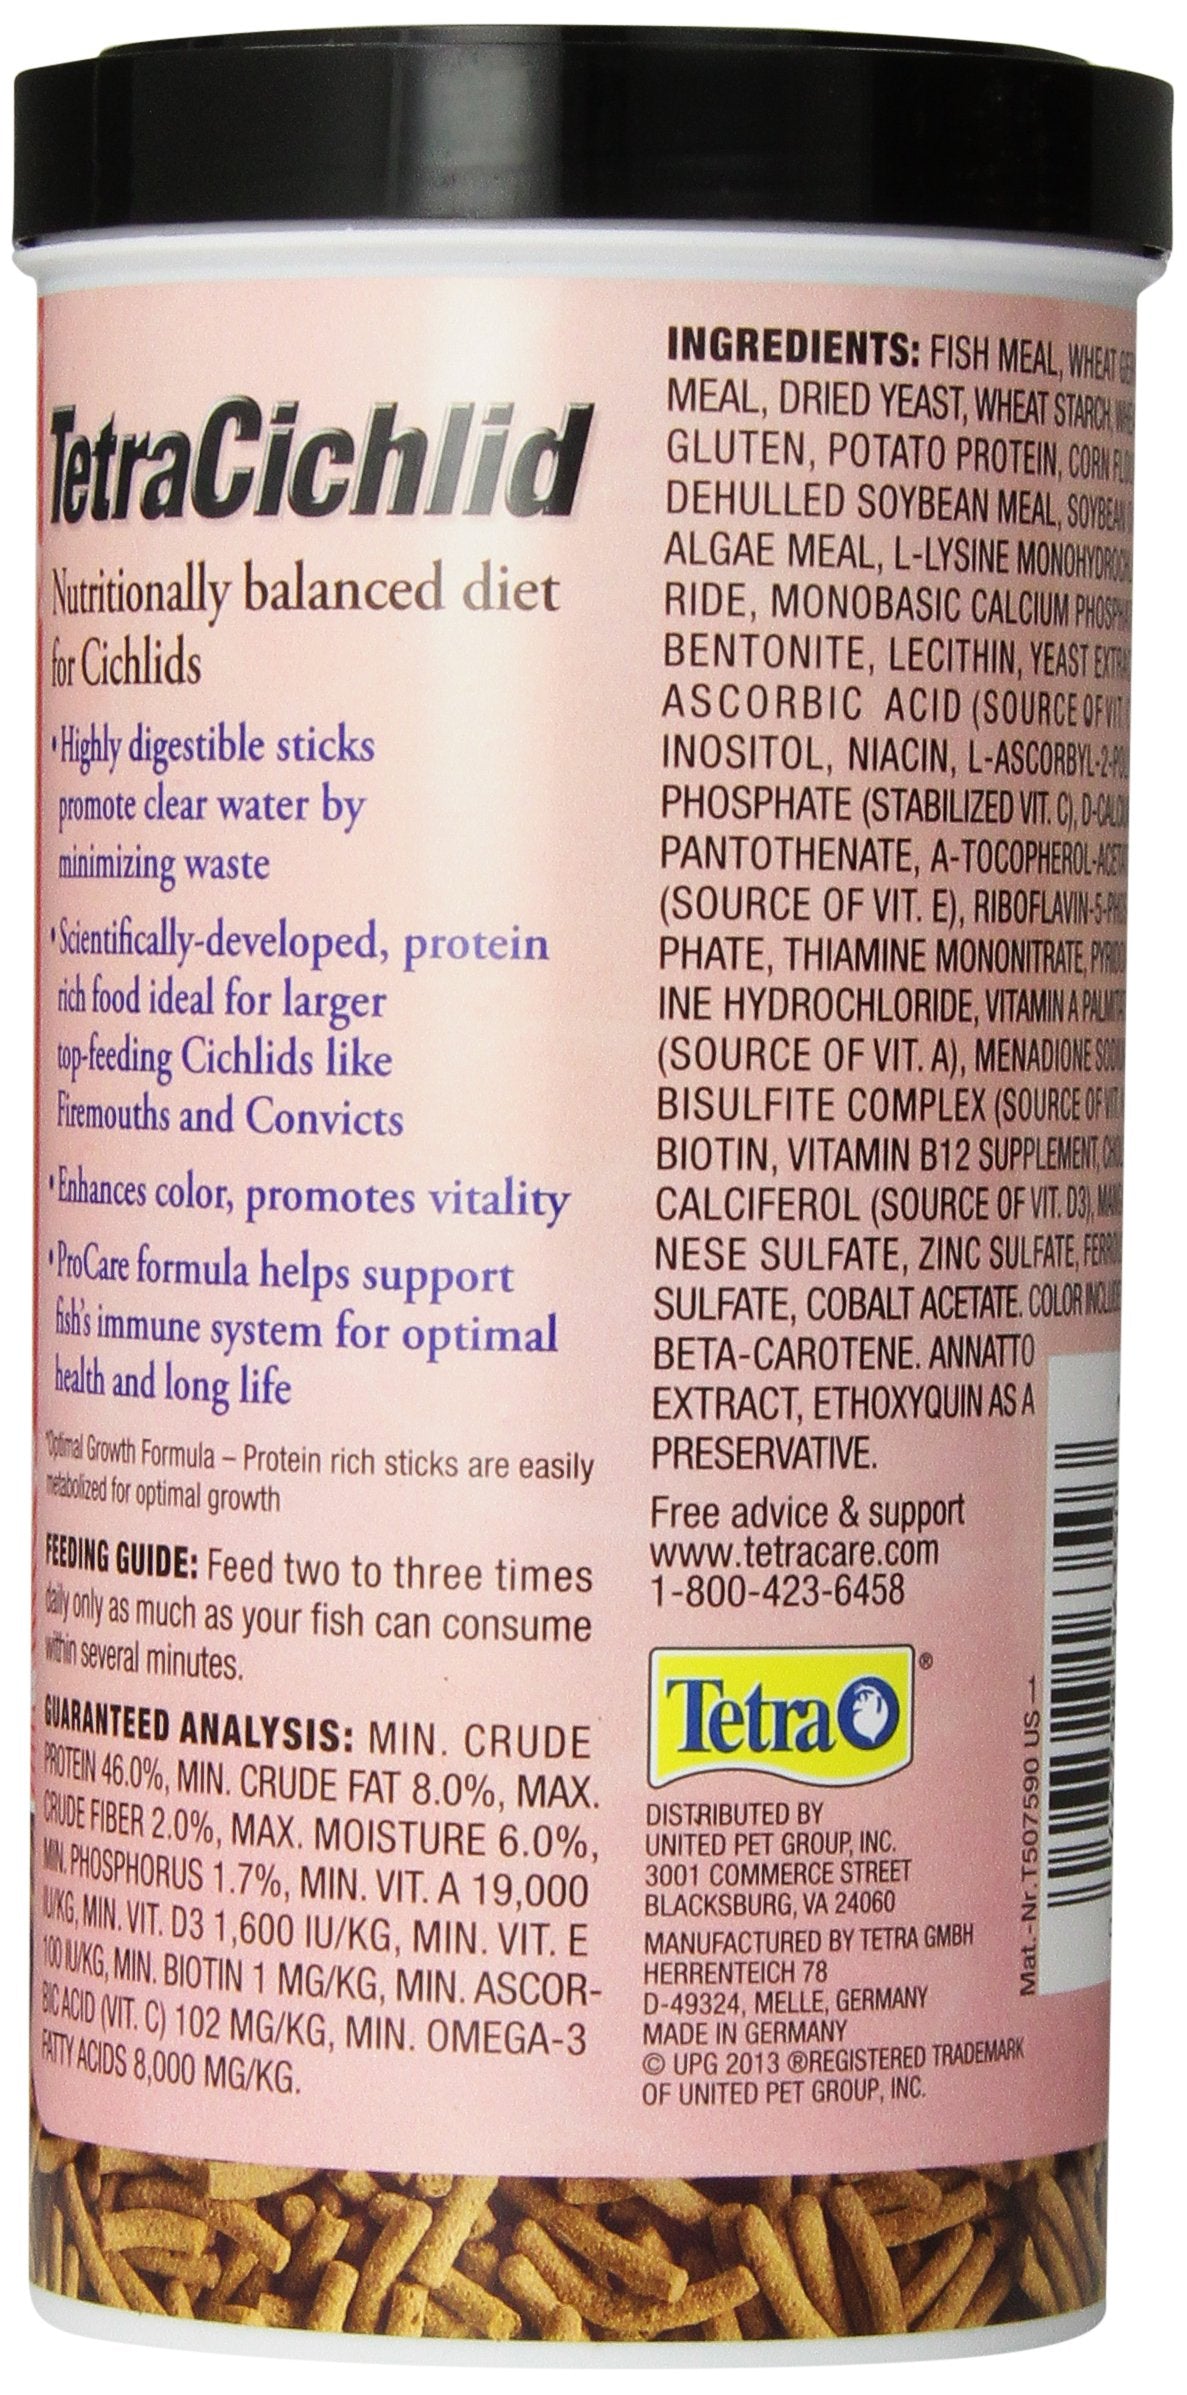 TetraCichlid
Nutritionally balanced diet
for Cichlids
•Highly digestible sticks
promote clear water by
minimizing waste
•Scientifically-developed, protein
rich food ideal for larger
top-feeding Cichlids like
Firemouths and Convicts
•Enhances color, promotes vitality
•ProCare formula helps support
fish's immune system for optimal
health and long life
*Optimal Growth Formula – Protein rich sticks are easily
metabolized for optimal growth
FEEDING GUIDE: Feed two to three times
daily only as much as your fish can consume
within several minutes.
GUARANTEED ANALYSIS: MIN. CRUDE
PROTEIN 46.0%, MIN. CRUDE FAT 8.0%, MAX.
CRUDE FIBER 2.0%, MAX. MOISTURE 6.0%,
MIN. PHOSPHORUS 1.7%, MIN. VIT. A 19,000
IU/KG, MIN. VIT. D3 1,600 IU/KG, MIN. VIT. E
100 IU/KG, MIN. BIOTIN 1 MG/KG, MIN. ASCOR-
BIC ACID (VIT. C) 102 MG/KG, MIN. OMEGA-3
FATTY ACIDS 8,000 MG/KG.
INGREDIENTS: FISH MEAL, WHEAT
MEAL, DRIED YEAST, WHEAT STARCH,
GLUTEN, POTATO PROTEIN, CORN
DEHULLED SOYBEAN MEAL, SOYBEAN
ALGAE MEAL, L-LYSINE
RIDE, MONOBASIC CALCIUM
BENTONITE, LECITHIN, YEAST
ASCORBIC ACID (SOURCE OF VIT.
INOSITOL, NIACIN, L-ASCORBYL-2-
PHOSPHATE (STABILIZED VIT. C),
PANTOTHENATE, A-TOCOPHEROL-
(SOURCE OF VIT. E), RIBOFLAVIN-5-
PHATE, THIAMINE MONONITRATE,
INE HYDROCHLORIDE, VITAMIN A
(SOURCE OF VIT. A), MENADIONE
BISULFITE COMPLEX (SOURCE OF
BIOTIN, VITAMIN B12 SUPPLEMENT,
CALCIFEROL (SOURCE OF VIT. D3),
NESE SULFATE, ZINC SULFATE,
SULFATE, COBALT ACETATE. COLOR
BETA-CAROTENE. ANNATTO
EXTRACT, ETHOXYQUIN AS A
PRESERVATIVE.
Free advice & support
www.tetracare.com
1-800-423-6458
Tetra®
DISTRIBUTED BY
UNITED PET GROUP, INC.
3001 COMMERCE STREET
BLACKSBURG, VA 24060
MANUFACTURED BY TETRA GMBH
HERRENTEICH 78
D-49324, MELLE, GERMANY
MADE IN GERMANY
© UPG 2013 ®REGISTERED TRADEMARK
OF UNITED PET GROUP, INC.
Mat.-Nr.T507590 US